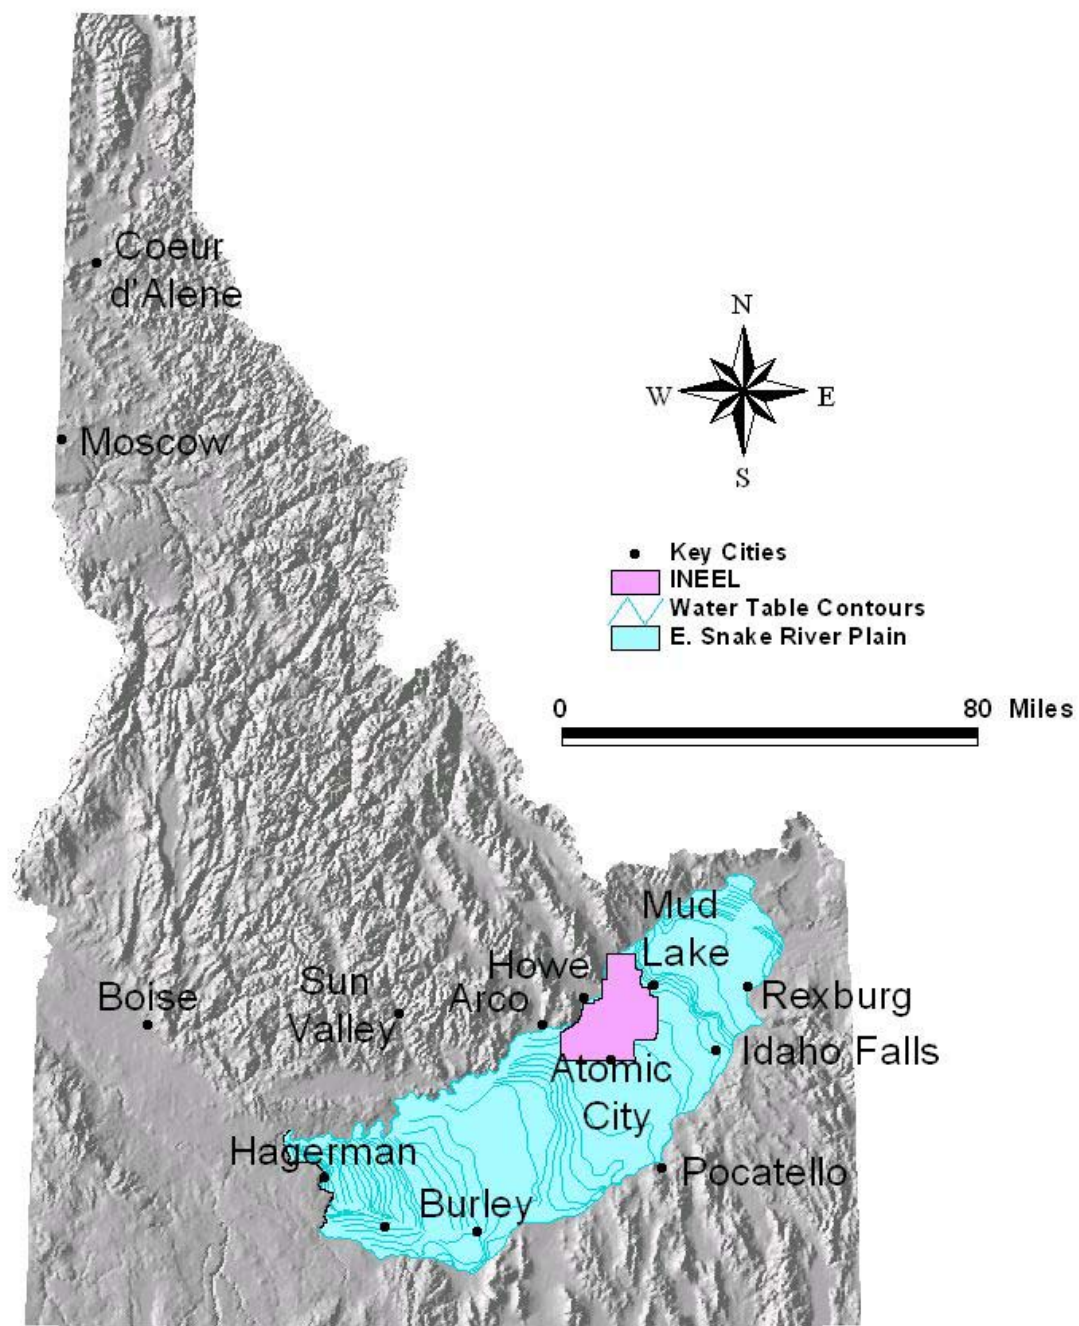 Coeur
d'Alene
N
W E
S
Moscow
Key Cities
INEEL
Water Table Contours
E. Snake River Plain
0 80 Miles
Mud
Lake
Howe
Arco
Sun
Valley
Boise
Rexburg
Idaho Falls
Atomic
City
Hagerman
Pocatello
Burley